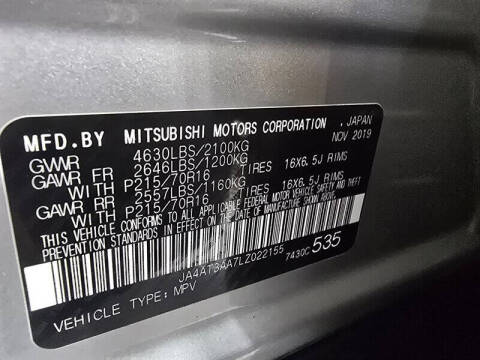 MFD.BY MITSUBISHI MOTORS CORPORATION , JAPAN
NOV 2019
GVWR 4630LBS/2100KG
GAWR FR 2646LBS/1200KG
WITH P215/70R16 TIRES 16X6.5J RIMS
GAWR RR 2557LBS/1160KG
WITH P215/70R16 TIRES 16X6.5J RIMS
THIS VEHICLE CONFORMS TO ALL APPLICABLE FEDERAL MOTOR VEHICLE SAFETY AND THEFT
PREVENTION STANDARDS IN EFFECT ON THE DATE OF MANUFACTURE SHOWN ABOVE.
JA4AT3AA7LZ022155 7430C 535
VEHICLE TYPE: MPV